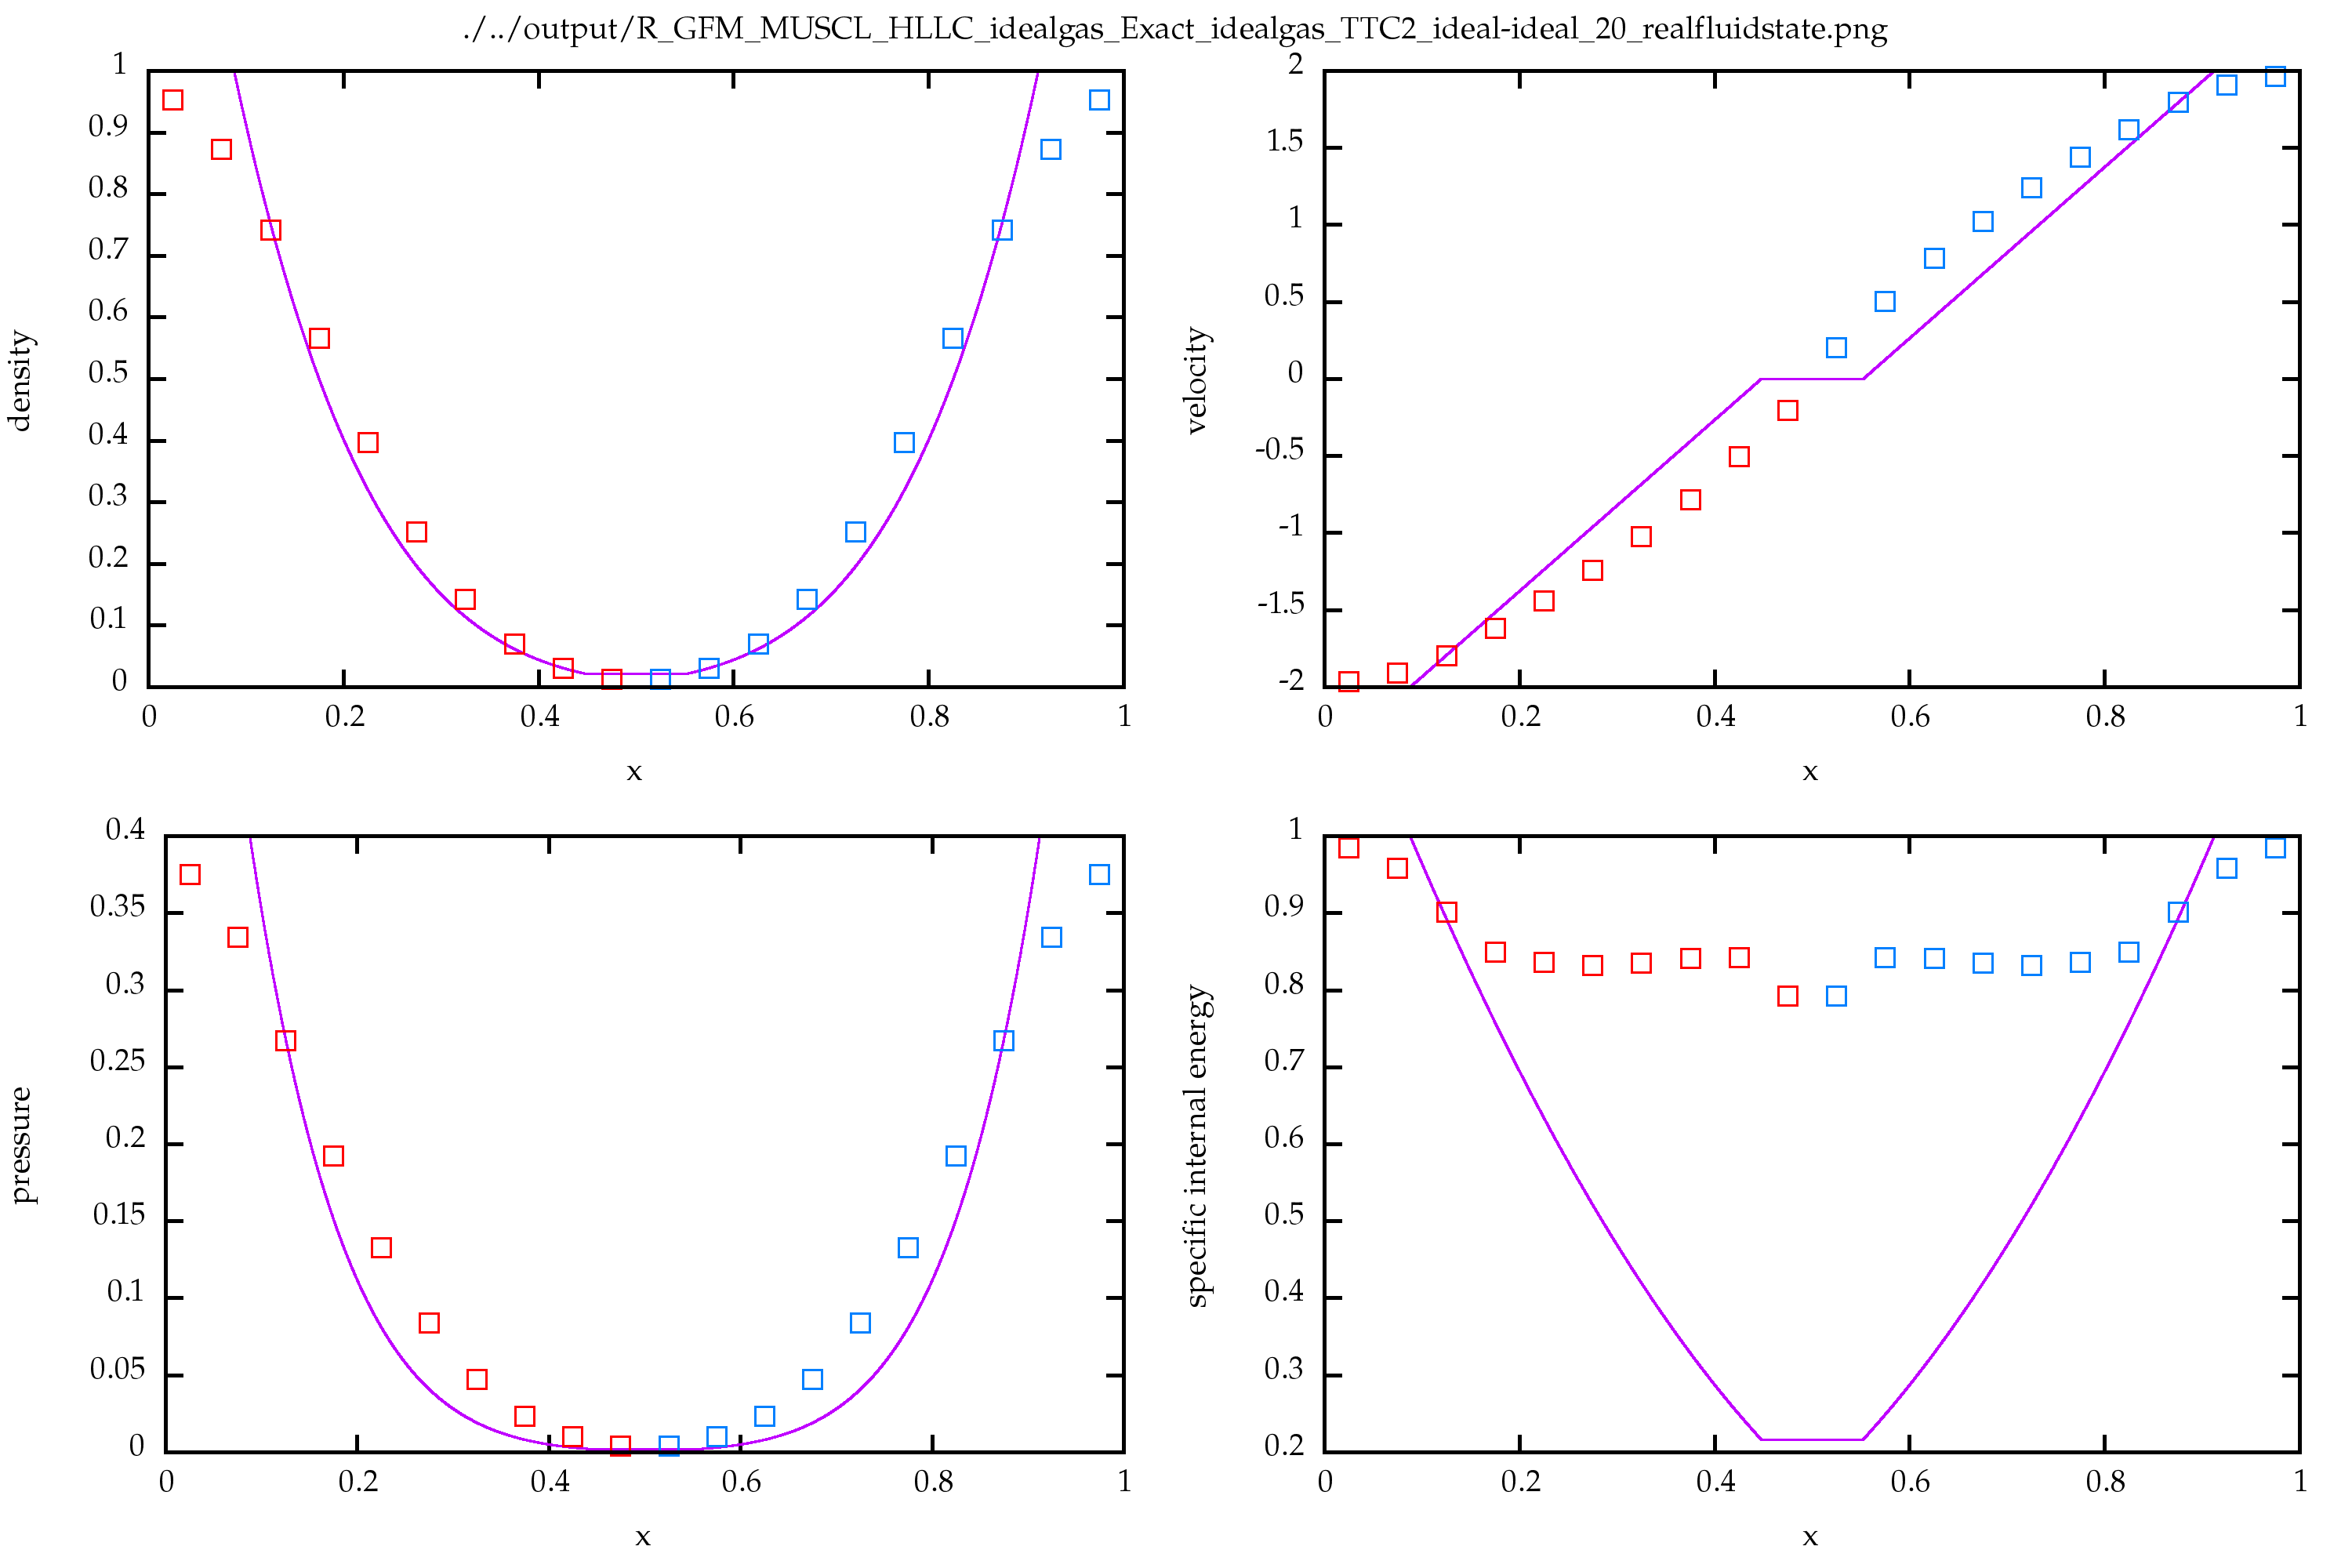 ./../output/R_GFM_MUSCL_HLLC_idealgas_Exact_idealgas_TTC2_ideal-ideal_20_realfluidstate.png
1
0.9
0.8
0.7
0.6
0.5
0.4
0.3
0.2
0.1
0
density
0 0.2 0.4 0.6 0.8 1
x
2
1.5
1
0.5
0
-0.5
-1
-1.5
-2
velocity
0 0.2 0.4 0.6 0.8 1
x
0.4
0.35
0.3
0.25
0.2
0.15
0.1
0.05
0
pressure
0 0.2 0.4 0.6 0.8 1
x
1
0.9
0.8
0.7
0.6
0.5
0.4
0.3
0.2
specific internal energy
0 0.2 0.4 0.6 0.8 1
x